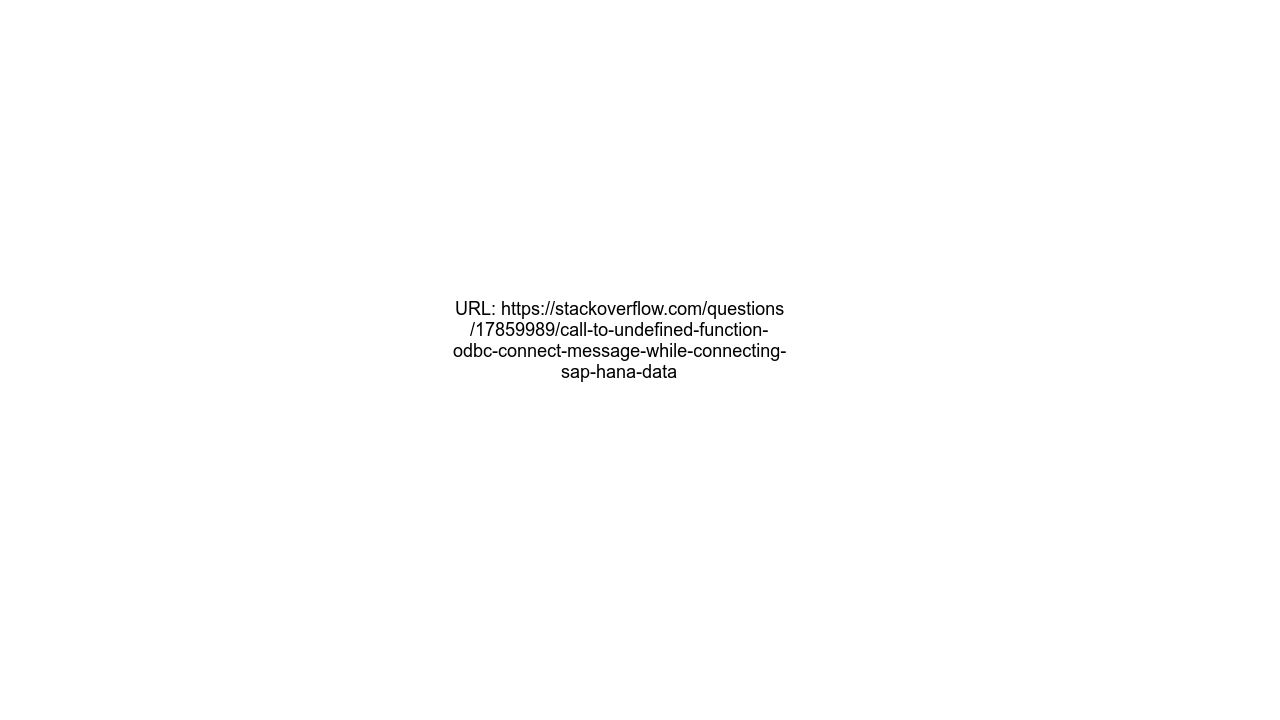 URL: https://stackoverflow.com/questions
/17859989/call-to-undefined-function-
odbc-connect-message-while-connecting-
sap-hana-data